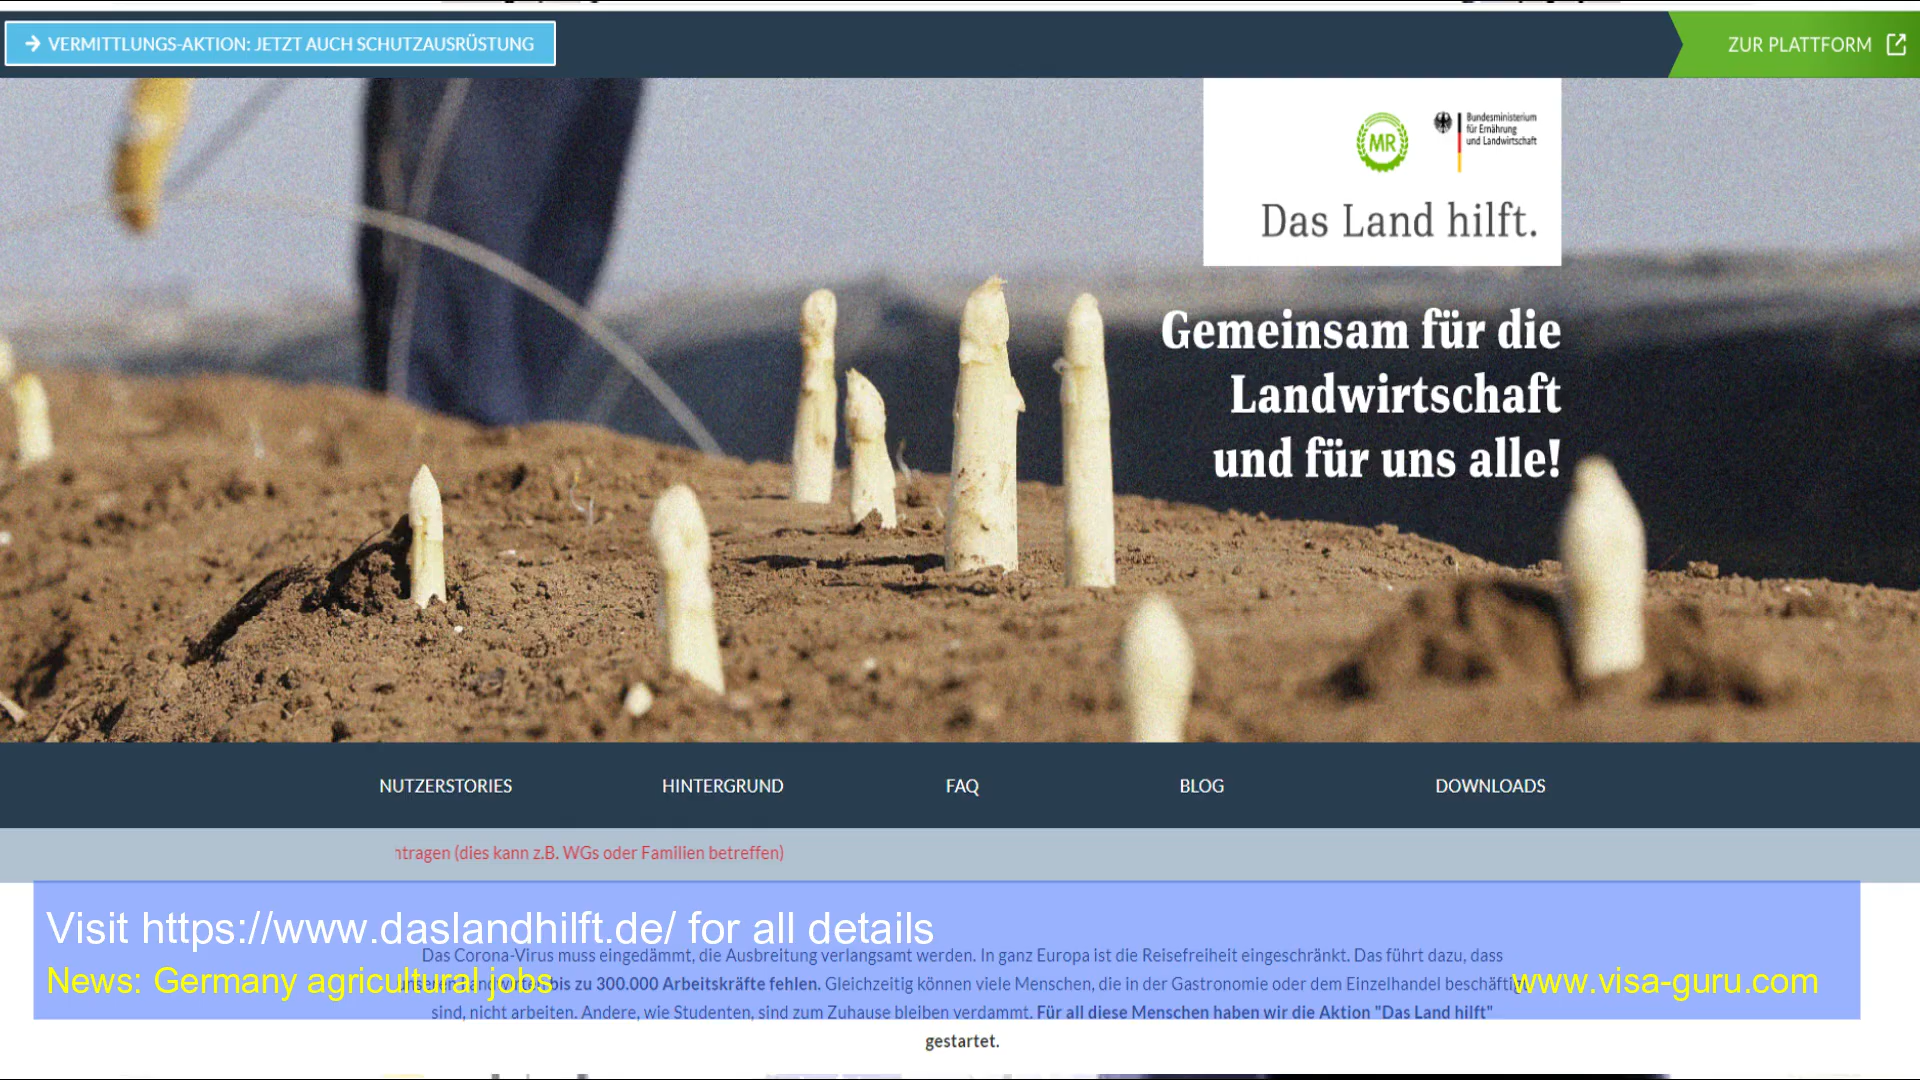 → VERMITTLUNGS-AKTION: JETZT AUCH SCHUTZAUSRÜSTUNG
ZUR PLATTFORM
MR
Bundesministerium
für Ernährung
und Landwirtschaft
Das Land hilft.
Gemeinsam für die
Landwirtschaft
und für uns alle!
NUTZERSTORIES
HINTERGRUND
FAQ
BLOG
DOWNLOADS
ntragen (dies kann z.B. WGs oder Familien betreffen)
Visit https://www.daslandhilft.de/ for all details
Das Corona-Virus muss eingedämmt, die Ausbreitung verlangsamt werden. In ganz Europa ist die Reisefreiheit eingeschränkt. Das führt dazu, dass
News: Germany agricultural jobs
www.visa-guru.com
bis zu 300.000 Arbeitskräfte fehlen. Gleichzeitig können viele Menschen, die in der Gastronomie oder dem Einzelhandel
sind, nicht arbeiten. Andere, wie Studenten, sind zum Zuhause bleiben verdammt. Für all diese Menschen haben wir die Aktion "Das Land hilft"
gestartet.